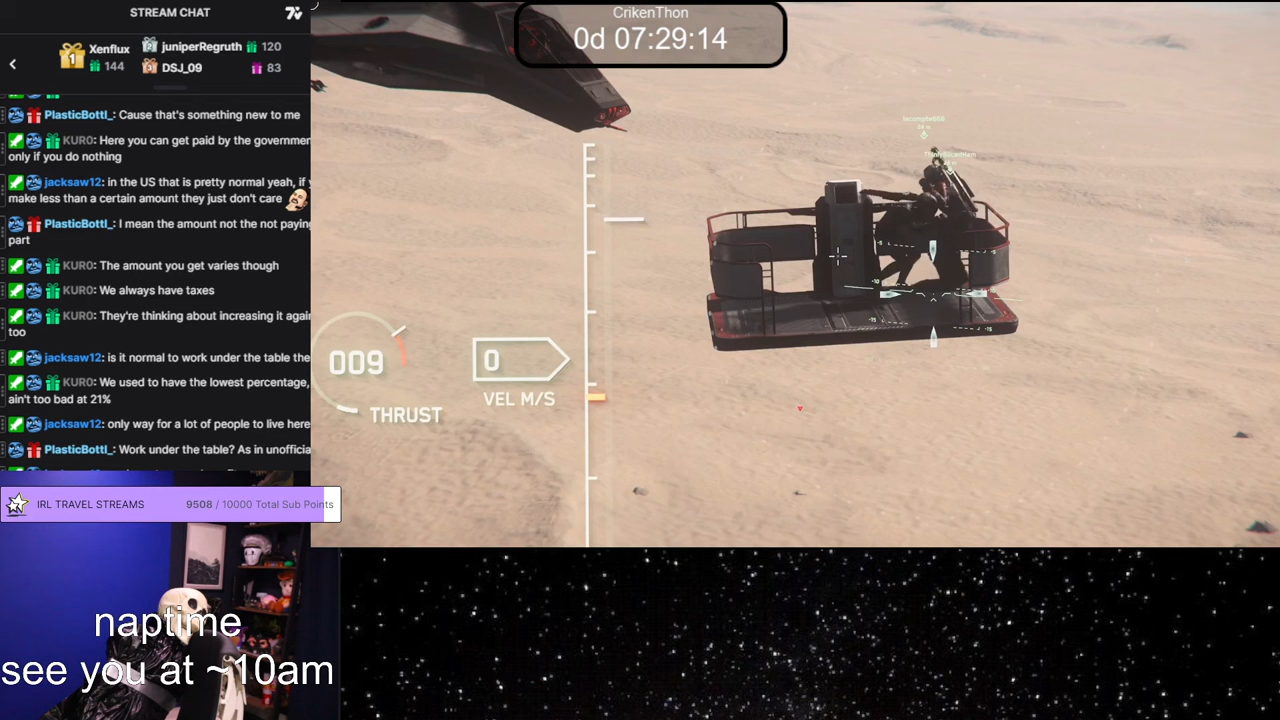 STREAM CHAT
Xenflux
144
juniperRegruth 120
DSJ_09 83
PlasticBottl_: Cause that's something new to me
KURO: Here you can get paid by the governmen
only if you do nothing
jacksaw12: in the US that is pretty normal yeah, if y
make less than a certain amount they just don't care
PlasticBottl_: I mean the amount not the not paying
part
KURO: The amount you get varies though
KURO: We always have taxes
KURO: They're thinking about increasing it again
too
jacksaw12: is it normal to work under the table the
KURO: We used to have the lowest percentage,
ain't too bad at 21%
jacksaw12: only way for a lot of people to live here
PlasticBottl_: Work under the table? As in unofficia
IRL TRAVEL STREAMS 9508 / 10000 Total Sub Points
naptime
see you at ~10am
CrikenThon
0d 07:29:14
ThinlySlicedHam
009
THRUST
0
VEL M/S